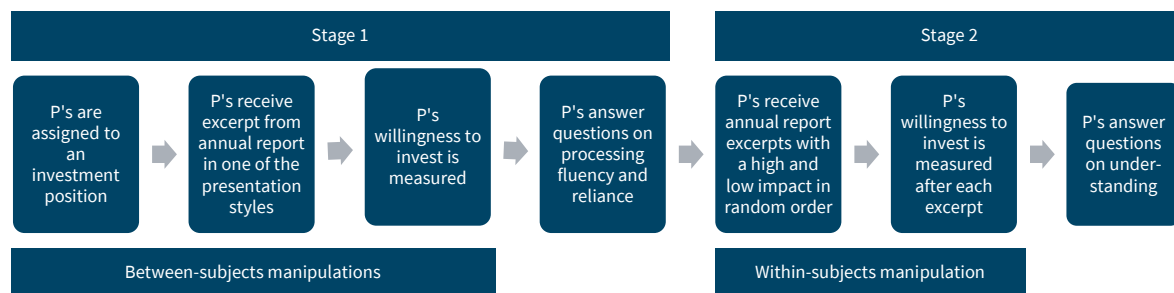 Stage 1
Stage 2
P's are
assigned to
an
investment
position
P's receive
excerpt from
annual report
in one of the
presentation
styles
P's
willingness to
invest is
measured
P's answer
questions on
processing
fluency and
reliance
P's receive
annual report
excerpts with
a high and
low impact in
random order
P's
willingness to
invest is
measured
after each
excerpt
P's answer
questions
on under-
standing
Between-subjects manipulations
Within-subjects manipulation